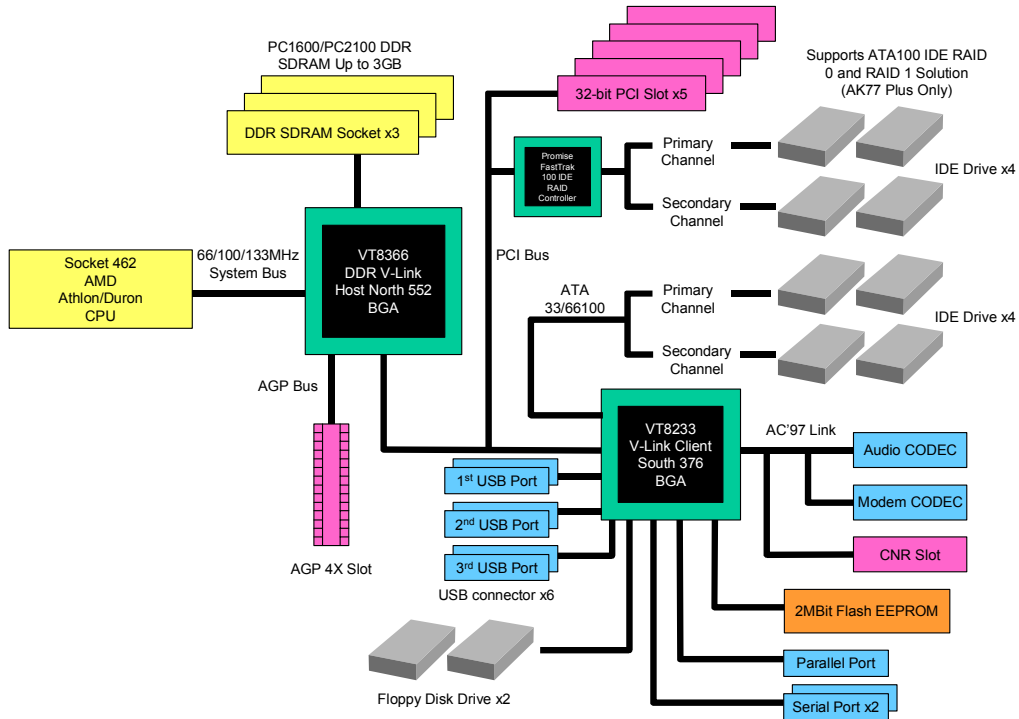 PC1600/PC2100 DDR
SDRAM Up to 3GB
DDR SDRAM Socket x3
32-bit PCI Slot x5
Supports ATA100 IDE RAID
0 and RAID 1 Solution
(AK77 Plus Only)
Promise
FastTrak
100 IDE
RAID
Controller
Primary
Channel
Secondary
Channel
IDE Drive x4
Socket 462
AMD
Athlon/Duron
CPU
66/100/133MHz
System Bus
VT8366
DDR V-Link
Host North 552
BGA
PCI Bus
ATA
33/66100
Primary
Channel
Secondary
Channel
IDE Drive x4
AGP Bus
AGP 4X Slot
VT8233
V-Link Client
South 376
BGA
AC'97 Link
Audio CODEC
Modem CODEC
CNR Slot
1st USB Port
2nd USB Port
3rd USB Port
USB connector x6
2MBit Flash EEPROM
Floppy Disk Drive x2
Parallel Port
Serial Port x2